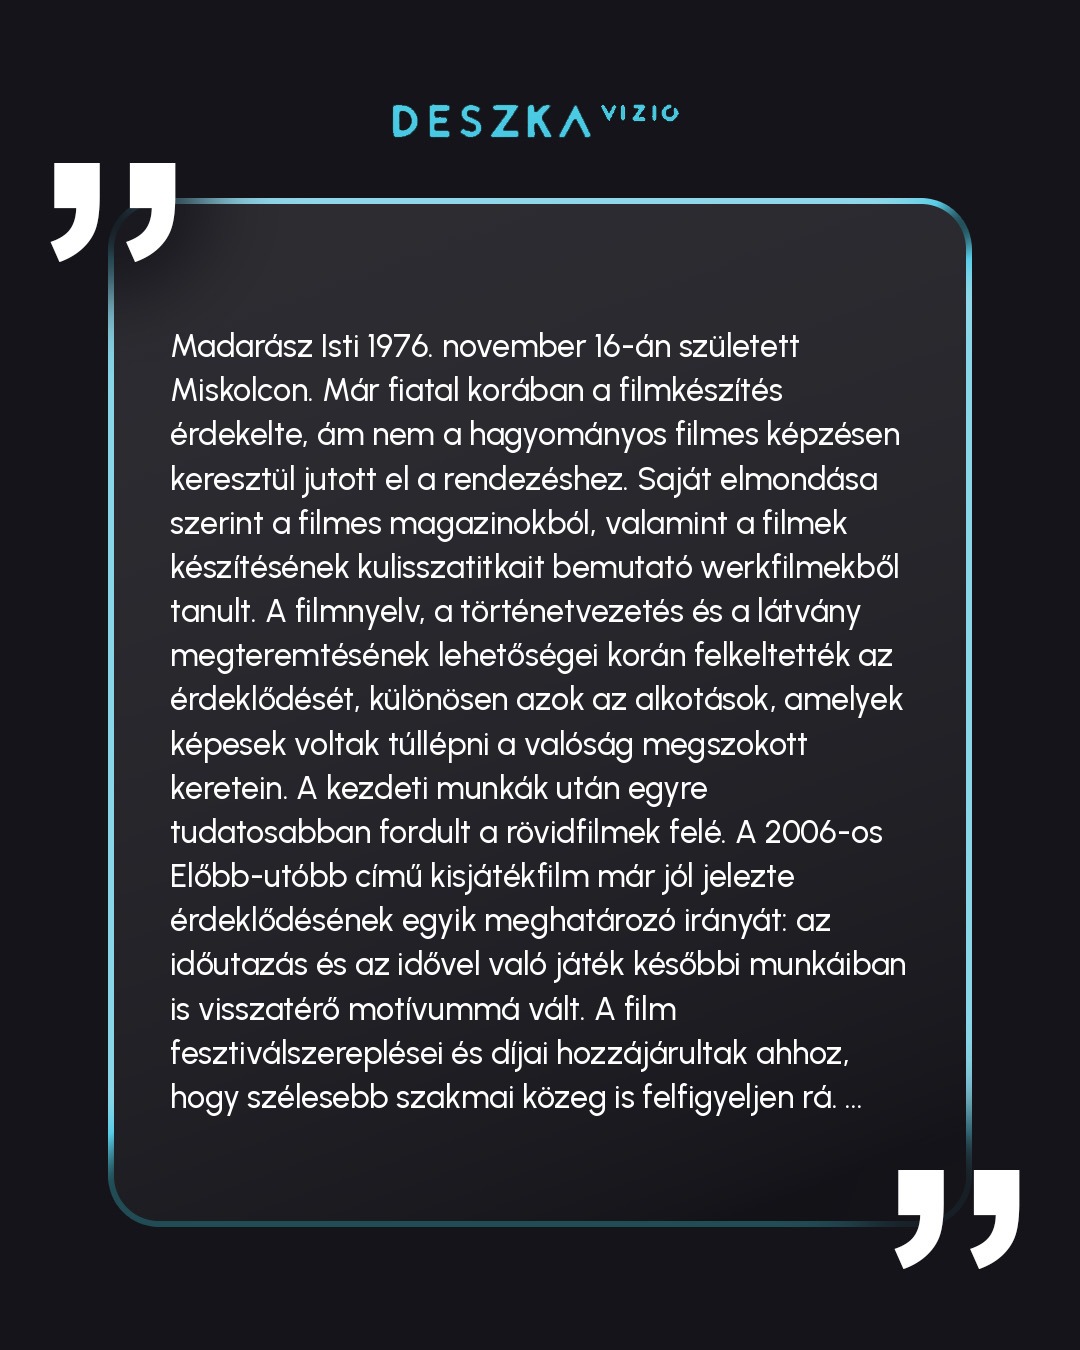 DESZKA VIZIO
Madarász Isti 1976. november 16-án született
Miskolcon. Már fiatal korában a filmkészítés
érdekelte, ám nem a hagyományos filmes képzésen
keresztül jutott el a rendezéshez. Saját elmondása
szerint a filmes magazinokból, valamint a filmek
készítésének kulisszatitkait bemutató werkfilmekből
tanult. A filmnyelv, a történetvezetés és a látvány
megteremtésének lehetőségei korán felkeltették az
érdeklődését, különösen azok az alkotások, amelyek
képesek voltak túllépni a valóság megszokott
keretein. A kezdeti munkák után egyre
tudatosabban fordult a rövidfilmek felé. A 2006-os
Előbb-utóbb című kisjátékfilm már jól jelezte
érdeklődésének egyik meghatározó irányát: az
időutazás és az idővel való játék későbbi munkáiban
is visszatérő motívummá vált. A film
fesztiválszereplései és díjai hozzájárultak ahhoz,
hogy szélesebb szakmai közeg is felfigyeljen rá. ...